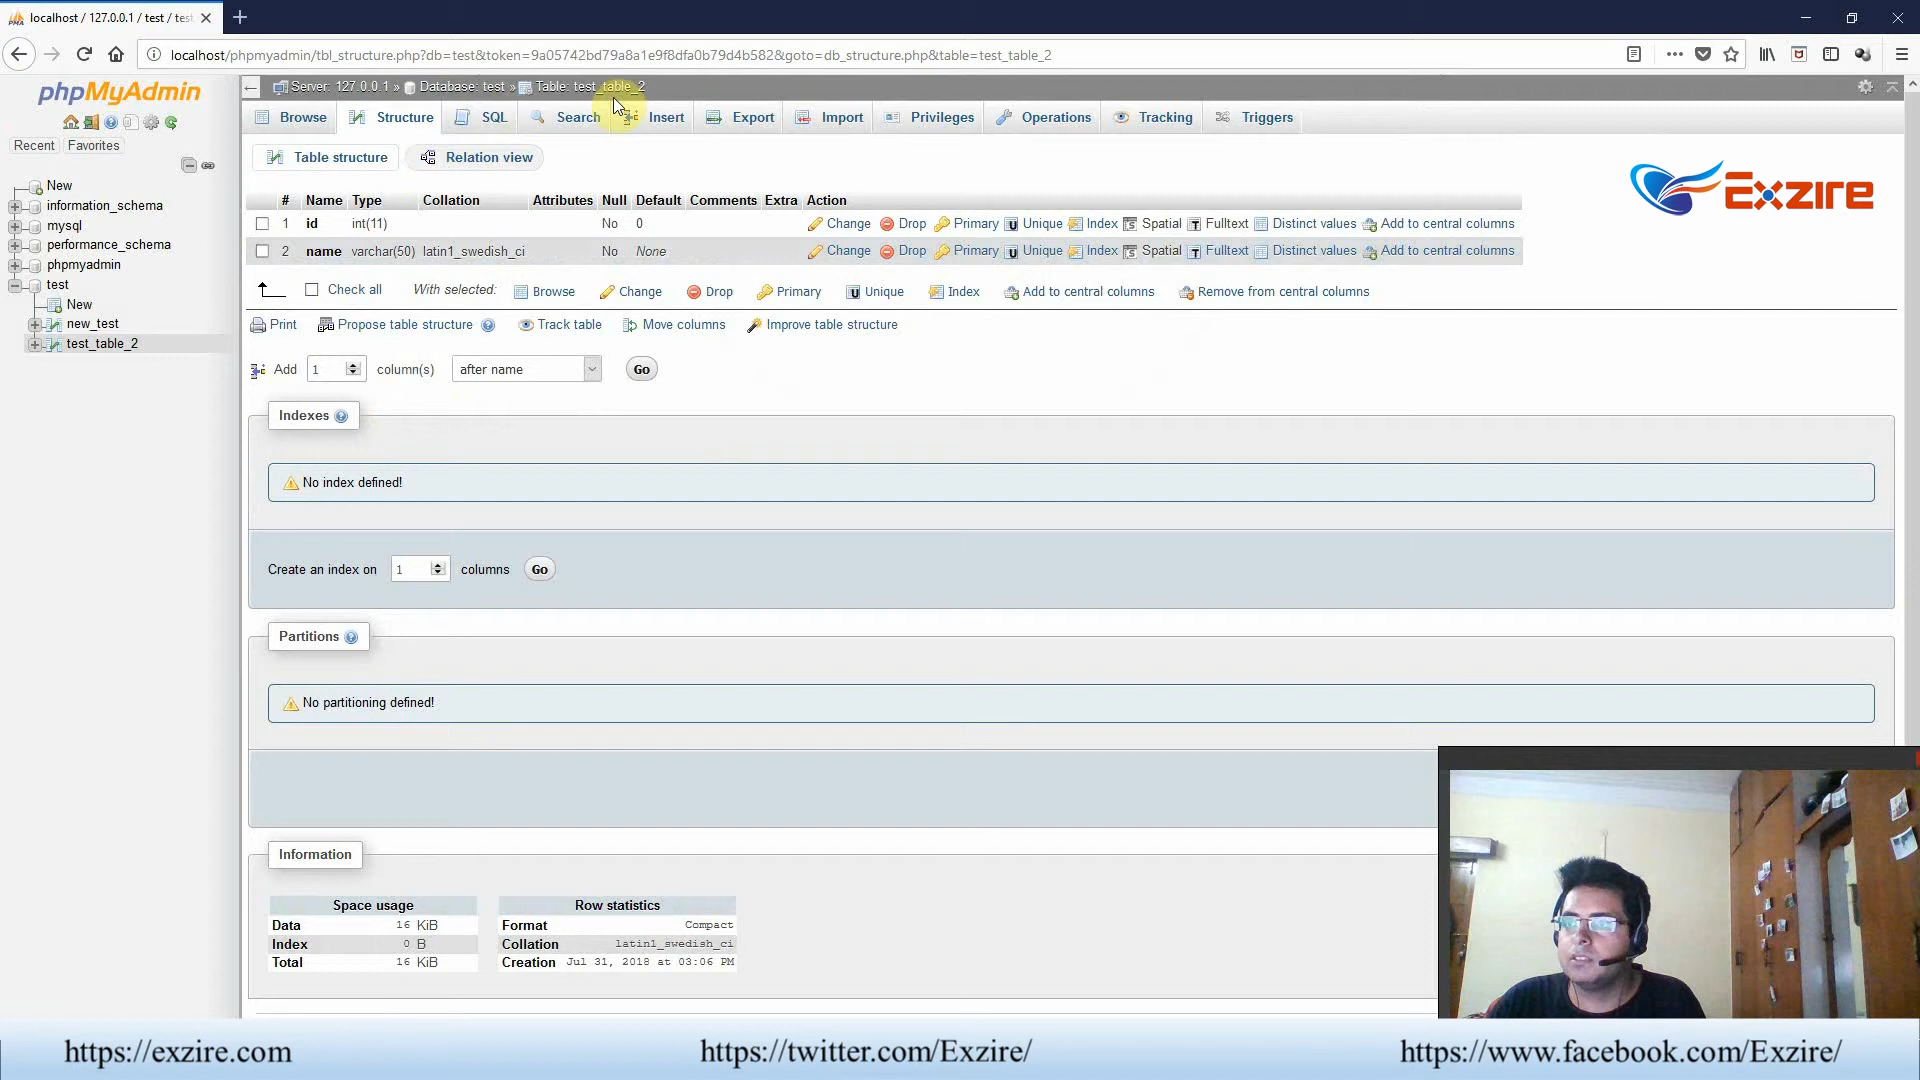 localhost / 127.0.0.1 / test / tes
localhost/phpmyadmin/tbl_structure.php?db=test&token=9a05742bd79a8a1e9f8dfa0b79d4b582&goto=db_structure.php&table=test_table_2
phpMyAdmin
Recent Favorites
New
information_schema
mysql
performance_schema
phpmyadmin
test
New
new_test
test_table_2
Server: 127.0.0.1 » Database: test » Table: test_table_2
Browse Structure SQL Search Insert Export Import Privileges Operations Tracking Triggers
Table structure Relation view
Exzire
# Name Type Collation Attributes Null Default Comments Extra Action
1 id int(11) No 0 Change Drop Primary Unique Index Spatial Fulltext Distinct values Add to central columns
2 name varchar(50) latin1_swedish_ci No None Change Drop Primary Unique Index Spatial Fulltext Distinct values Add to central columns
Check all With selected: Browse Change Drop Primary Unique Index Add to central columns Remove from central columns
Print Propose table structure Track table Move columns Improve table structure
Add 1 column(s) after name Go
Indexes
No index defined!
Create an index on 1 columns Go
Partitions
No partitioning defined!
Information
Space usage
Data 16 KiB
Index 0 B
Total 16 KiB
Row statistics
Format Compact
Collation latin1_swedish_ci
Creation Jul 31, 2018 at 03:06 PM
https://exzire.com https://twitter.com/Exzire/ https://www.facebook.com/Exzire/